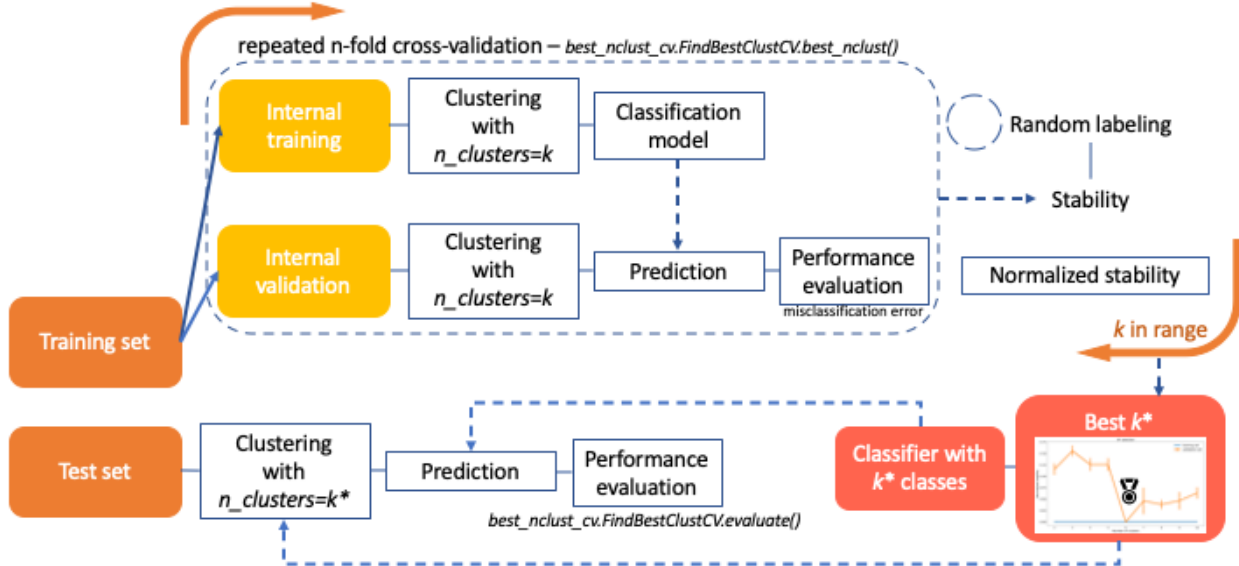 repeated n-fold cross-validation – best_nclust_cv.FindBestClustCV.best_nclust()
Internal
training
Clustering
with
n_clusters=k
Classification
model
Random labeling
Stability
Internal
validation
Clustering
with
n_clusters=k
Prediction
Performance
evaluation
misclassification error
Normalized stability
Training set
k in range
Best k*
Test set
Clustering
with
n_clusters=k*
Prediction
Performance
evaluation
Classifier with
k* classes
best_nclust_cv.FindBestClustCV.evaluate()